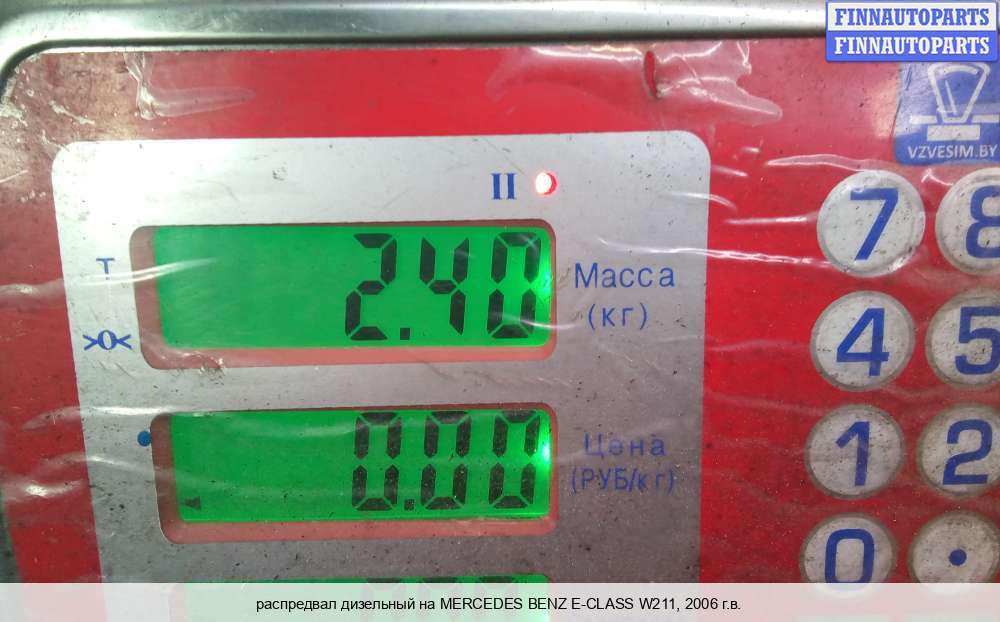 FINNAUTOPARTS
FINNAUTOPARTS
VZVESIM.BY
II
7 8
2.40
Масса
(кг)
T
>0<
4 5
0.00
Цена
(РУБ/кг)
1 2
0 .
распредвал дизельный на MERCEDES BENZ E-CLASS W211, 2006 г.в.